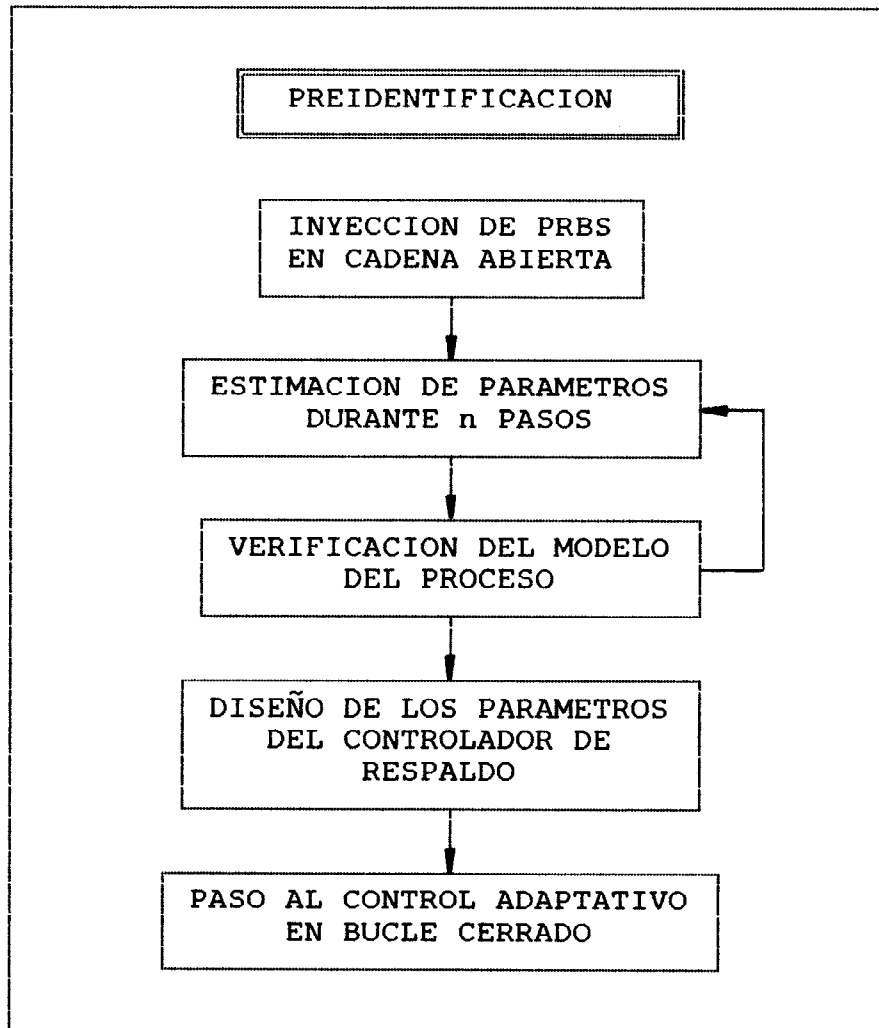 PREIDENTIFICACION
INYECCION DE PRBS
EN CADENA ABIERTA
ESTIMACION DE PARAMETROS
DURANTE n PASOS
VERIFICACION DEL MODELO
DEL PROCESO
DISEÑO DE LOS PARAMETROS
DEL CONTROLADOR DE
RESPALDO
PASO AL CONTROL ADAPTATIVO
EN BUCLE CERRADO